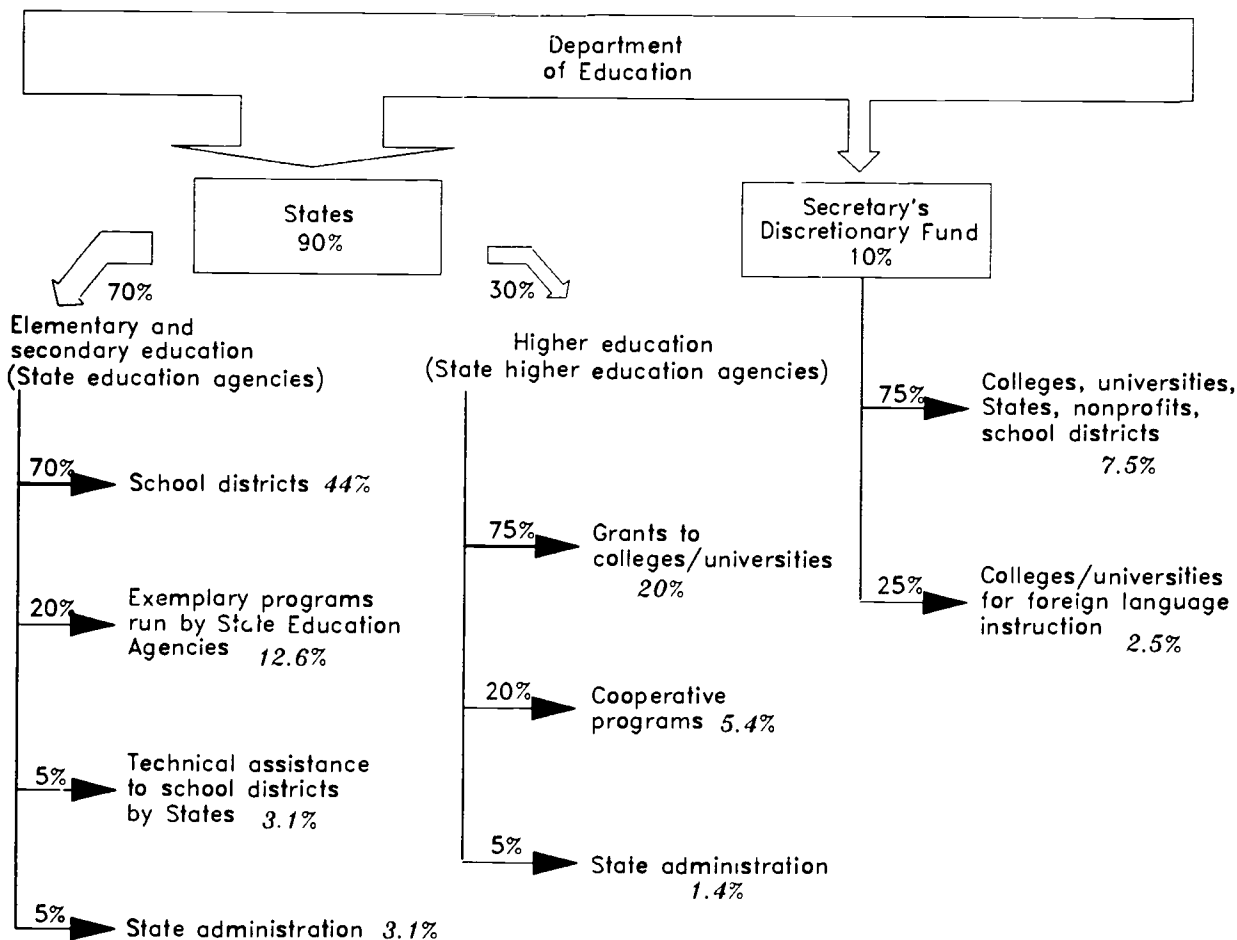 Department
of Education
States
90%
Secretary's
Discretionary Fund
10%
70%
Elementary and
secondary education
(State education agencies)
70%
School districts 44%
20%
Exemplary programs
run by State Education
Agencies 12.6%
5%
Technical assistance
to school districts
by States 3.1%
5%
State administration 3.1%
30%
Higher education
(State higher education agencies)
75%
Grants to
colleges/universities
20%
20%
Cooperative
programs 5.4%
5%
State administration
1.4%
75%
Colleges, universities,
States, nonprofits,
school districts
7.5%
25%
Colleges/universities
for foreign language
instruction 2.5%